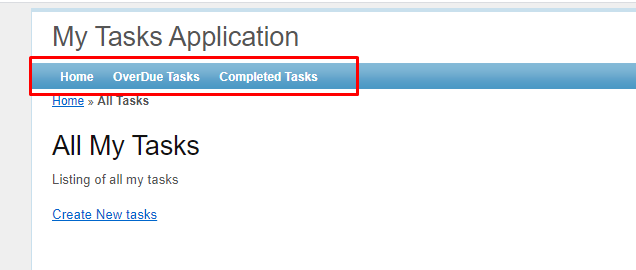 My Tasks Application
Home OverDue Tasks Completed Tasks
Home » All Tasks
All My Tasks
Listing of all my tasks
Create New tasks